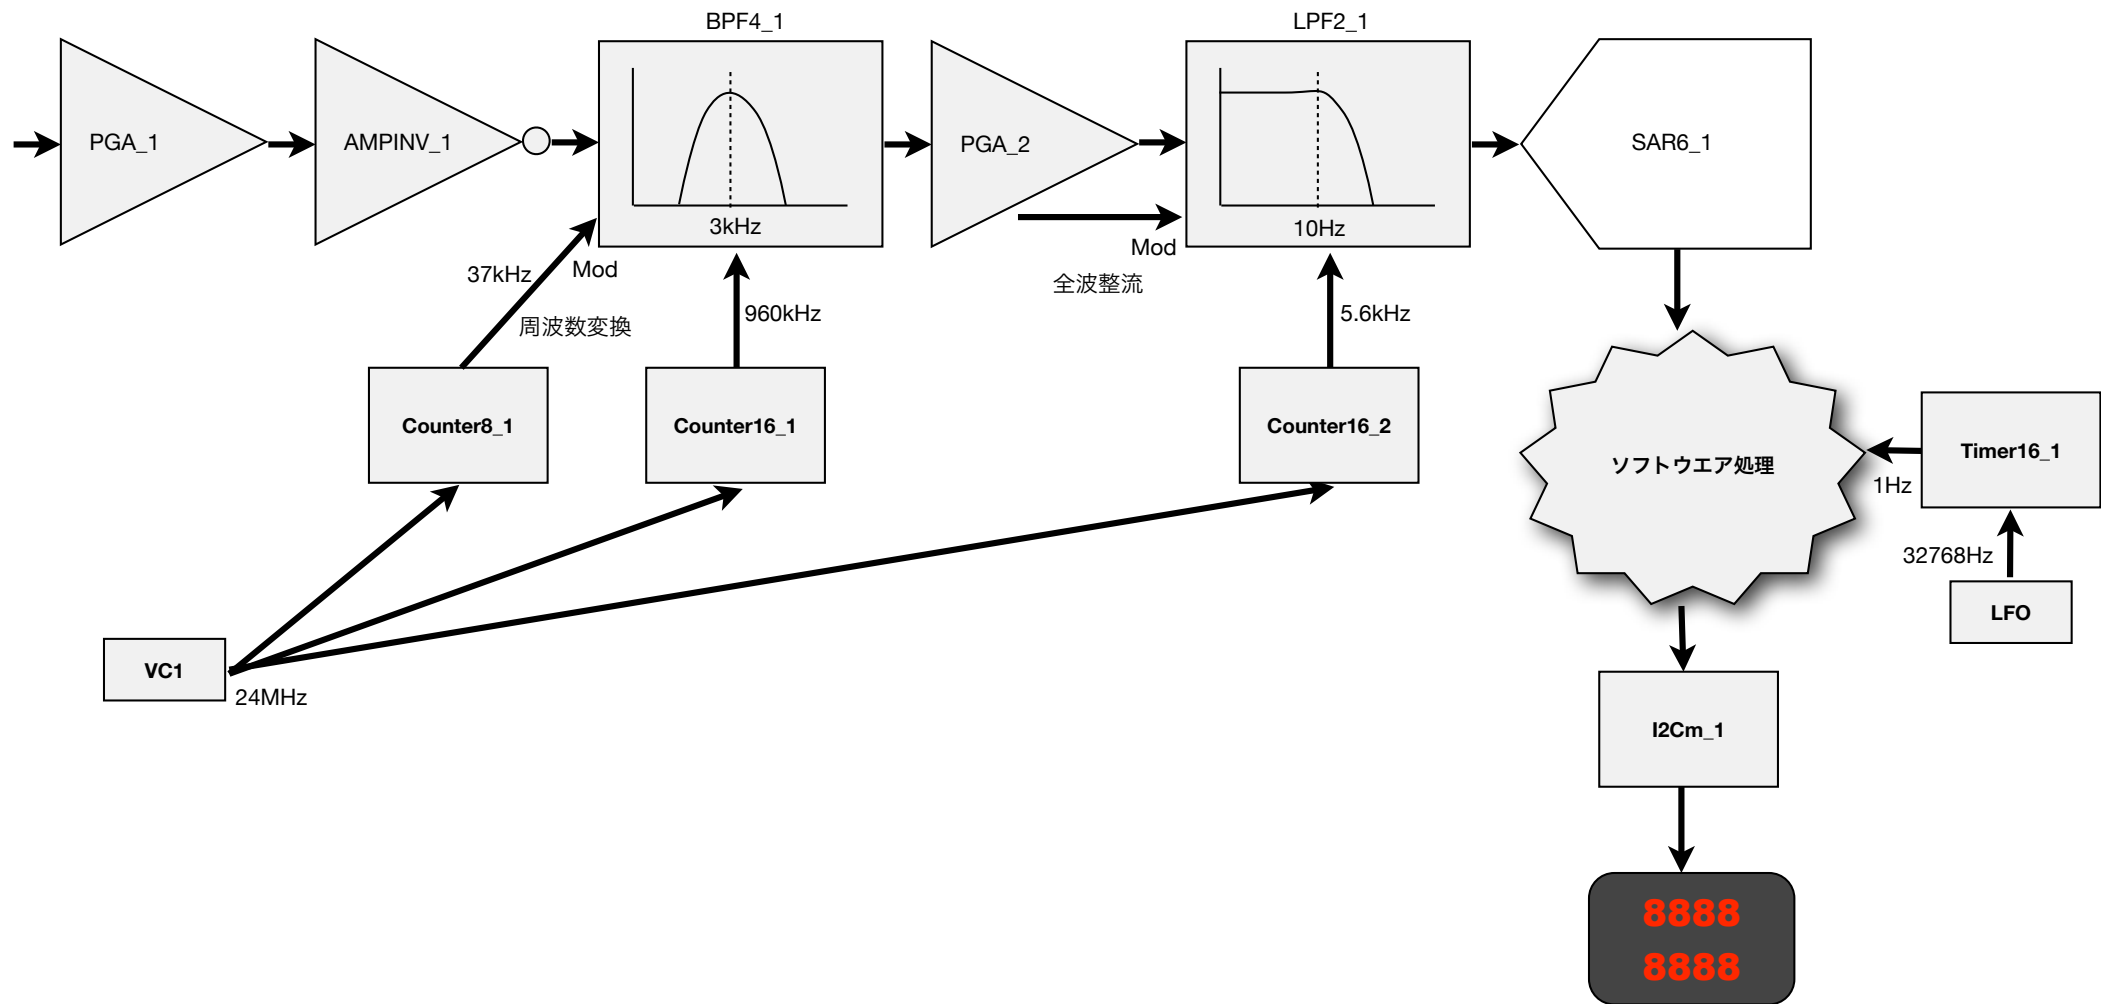 BPF4_1
LPF2_1
PGA_1
AMPINV_1
PGA_2
SAR6_1
3kHz
10Hz
37kHz
Mod
Mod
周波数変換
全波整流
960kHz
5.6kHz
Counter8_1
Counter16_1
Counter16_2
ソフトウエア処理
Timer16_1
1Hz
32768Hz
LFO
VC1
24MHz
I2Cm_1
8888
8888